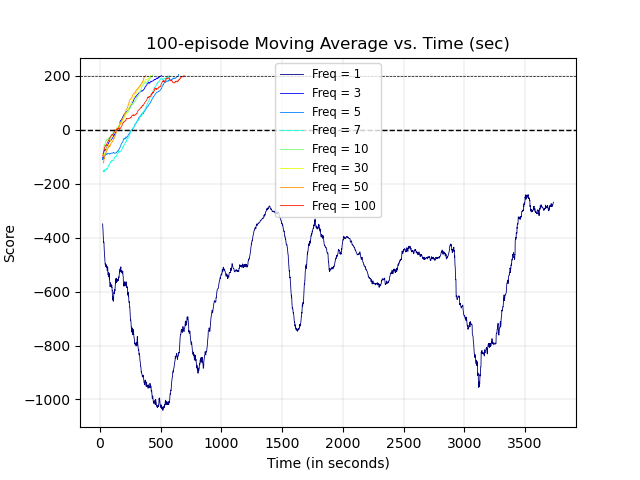 100-episode Moving Average vs. Time (sec)
200
0
−200
−400
−600
−800
−1000
Score
Freq = 1
Freq = 3
Freq = 5
Freq = 7
Freq = 10
Freq = 30
Freq = 50
Freq = 100
0 500 1000 1500 2000 2500 3000 3500
Time (in seconds)